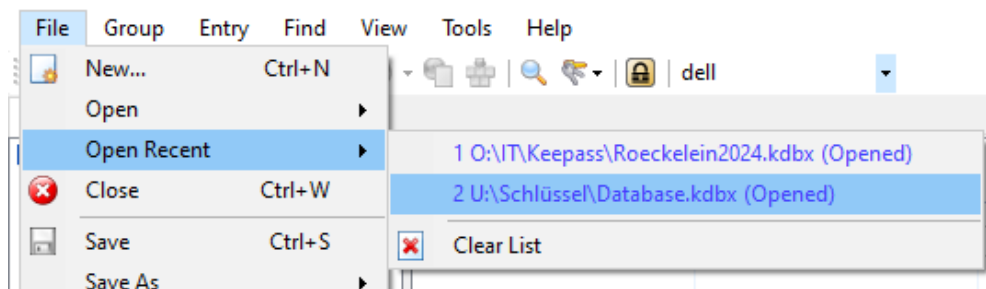 File Group Entry Find View Tools Help
New... Ctrl+N
dell
Open
Open Recent
1 O:\IT\Keepass\Roeckelein2024.kdbx (Opened)
Close Ctrl+W
2 U:\Schlüssel\Database.kdbx (Opened)
Save Ctrl+S
Clear List
Save As